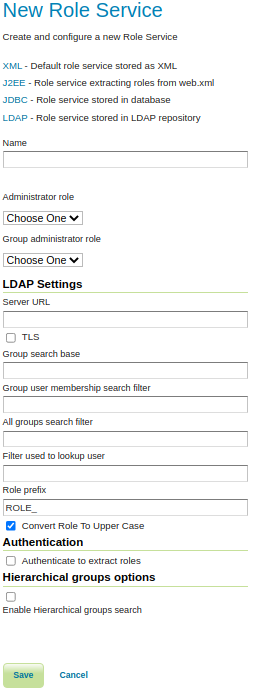 New Role Service
Create and configure a new Role Service
XML - Default role service stored as XML
J2EE - Role service extracting roles from web.xml
JDBC - Role service stored in database
LDAP - Role service stored in LDAP repository
Name
Administrator role
Choose One
Group administrator role
Choose One
LDAP Settings
Server URL
TLS
Group search base
Group user membership search filter
All groups search filter
Filter used to lookup user
Role prefix
ROLE_
Convert Role To Upper Case
Authentication
Authenticate to extract roles
Hierarchical groups options
Enable Hierarchical groups search
Save Cancel